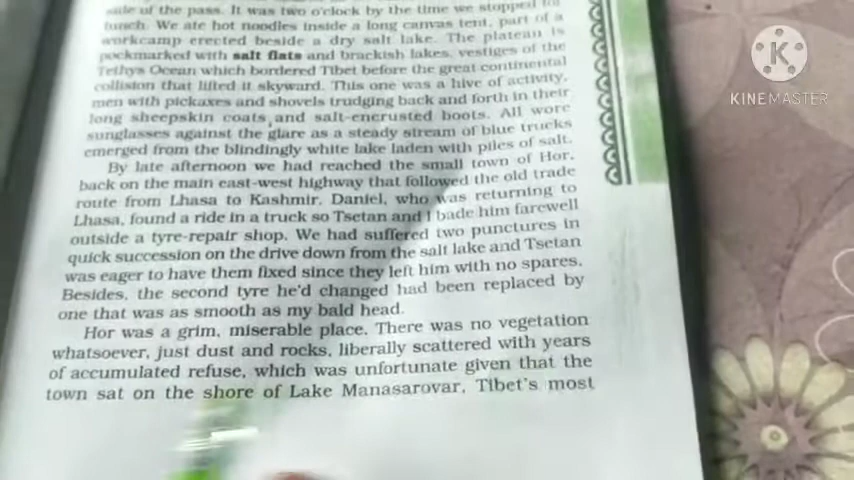 side of the pass. It was two o'clock by the time we stopped for
lunch. We ate hot noodles inside a long canvas tent, part of a
workcamp erected beside a dry salt lake. The plateau is
pockmarked with salt flats and brackish lakes, vestiges of the
Tethys Ocean which bordered Tibet before the great continental
collision that lifted it skyward. This one was a hive of activity,
men with pickaxes and shovels trudging back and forth in their
long sheepskin coats and salt-encrusted boots. All wore
sunglasses against the glare as a steady stream of blue trucks
emerged from the blindingly white lake laden with piles of salt.
By late afternoon we had reached the small town of Hor,
back on the main east-west highway that followed the old trade
route from Lhasa to Kashmir. Daniel, who was returning to
Lhasa, found a ride in a truck so Tsetan and I bade him farewell
outside a tyre-repair shop. We had suffered two punctures in
quick succession on the drive down from the salt lake and Tsetan
was eager to have them fixed since they left him with no spares.
Besides, the second tyre he'd changed had been replaced by
one that was as smooth as my bald head.
Hor was a grim, miserable place. There was no vegetation
whatsoever, just dust and rocks, liberally scattered with years
of accumulated refuse, which was unfortunate given that the
town sat on the shore of Lake Manasarovar, Tibet's most
K
KINEMASTER